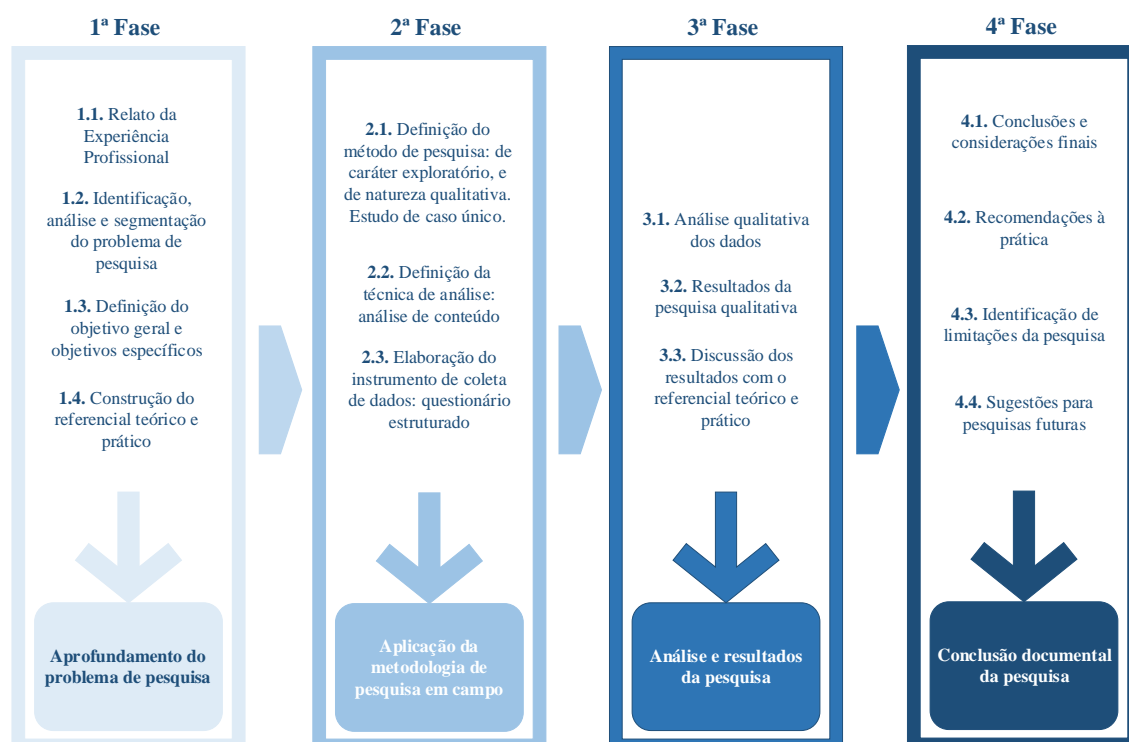 1ª Fase
1.1. Relato da
Experiência
Profissional
1.2. Identificação,
análise e segmentação
do problema de
pesquisa
1.3. Definição do
objetivo geral e
objetivos específicos
1.4. Construção do
referencial teórico e
prático
Aprofundamento do
problema de pesquisa
2ª Fase
2.1. Definição do
método de pesquisa: de
caráter exploratório, e
de natureza qualitativa.
Estudo de caso único.
2.2. Definição da
técnica de análise:
análise de conteúdo
2.3. Elaboração do
instrumento de coleta
de dados: questionário
estruturado
Aplicação da
metodologia de
pesquisa em campo
3ª Fase
3.1. Análise qualitativa
dos dados
3.2. Resultados da
pesquisa qualitativa
3.3. Discussão dos
resultados com o
referencial teórico e
prático
Análise e resultados
da pesquisa
4ª Fase
4.1. Conclusões e
considerações finais
4.2. Recomendações à
prática
4.3. Identificação de
limitações da pesquisa
4.4. Sugestões para
pesquisas futuras
Conclusão documental
da pesquisa